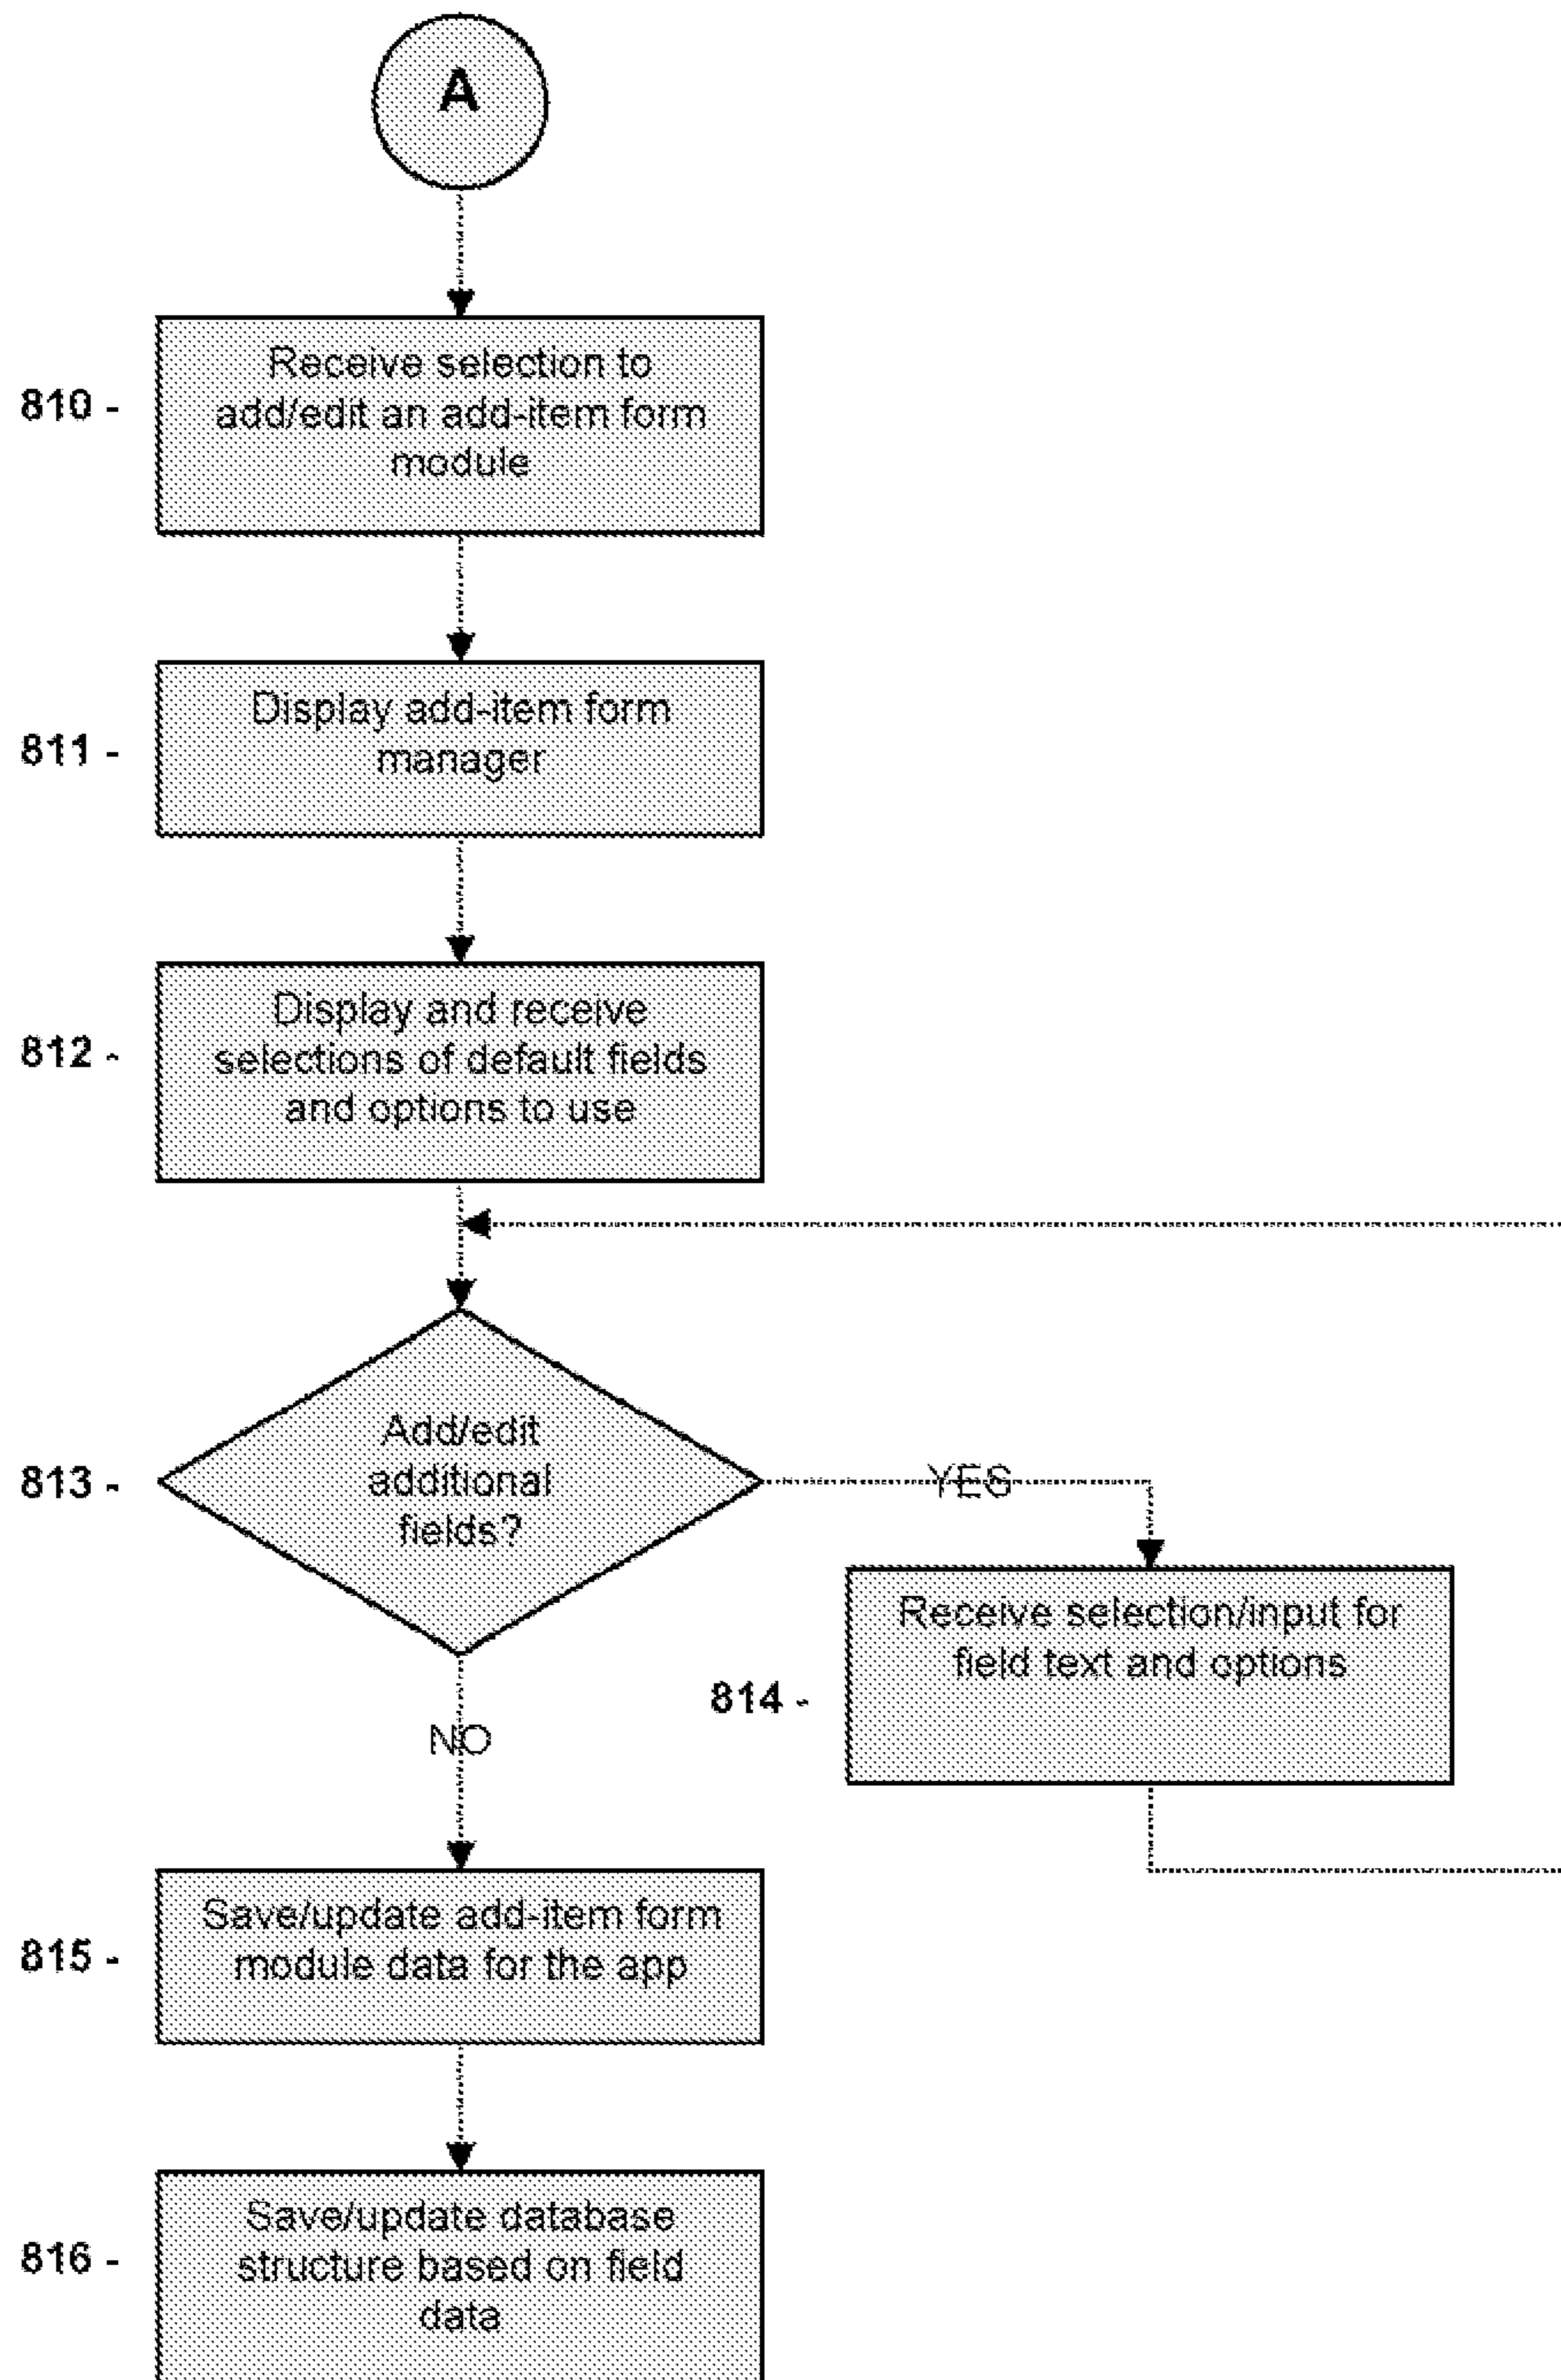 A
810 -
Receive selection to
add/edit an add-item form
module
811 -
Display add-item form
manager
812 -
Display and receive
selections of default fields
and options to use
813 -
Add/edit
additional
fields?
YES
814 -
Receive selection/input for
field text and options
NO
815 -
Save/update add-item form
module data for the app
816 -
Save/update database
structure based on field
data